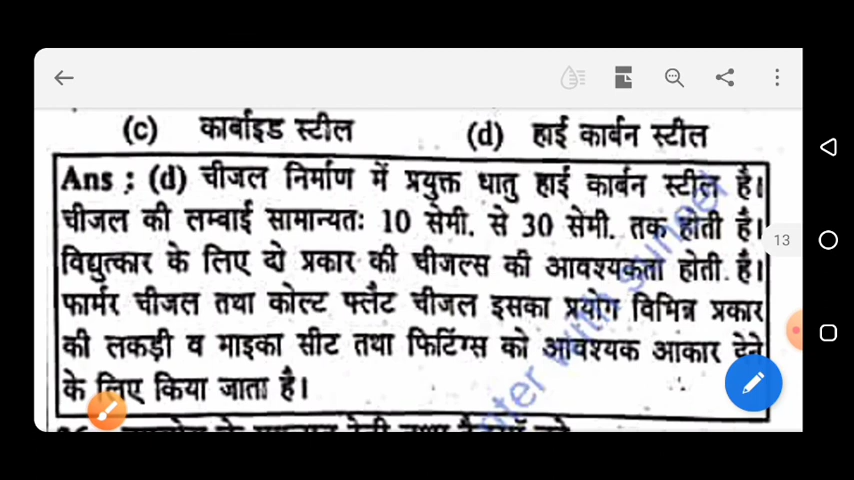 (c) कार्बाइड स्टील (d) हाई कार्बन स्टील
Ans : (d) चीजल निर्माण में प्रयुक्त धातु हाई कार्बन स्टील है।
चीजल की लम्बाई सामान्यतः 10 सेमी. से 30 सेमी. तक होती है।
13
विद्युत्कार के लिए दो प्रकार की चीजल्स की आवश्यकता होती है।
फार्मर चीजल तथा कोल्ट फ्लैट चीजल इसका प्रयोग विभिन्न प्रकार
की लकड़ी व माइका सीट तथा फिटिंग्स को आवश्यक आकार देने
के लिए किया जाता है।